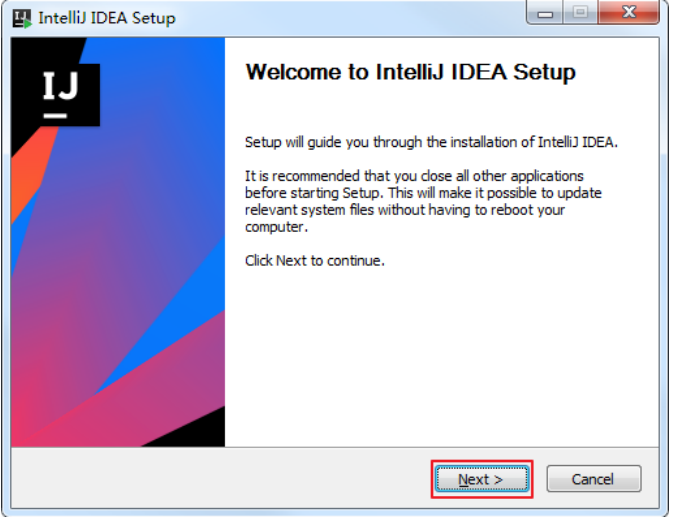 IntelliJ IDEA Setup
IJ
Welcome to IntelliJ IDEA Setup
Setup will guide you through the installation of IntelliJ IDEA.
It is recommended that you close all other applications
before starting Setup. This will make it possible to update
relevant system files without having to reboot your
computer.
Click Next to continue.
Next >
Cancel